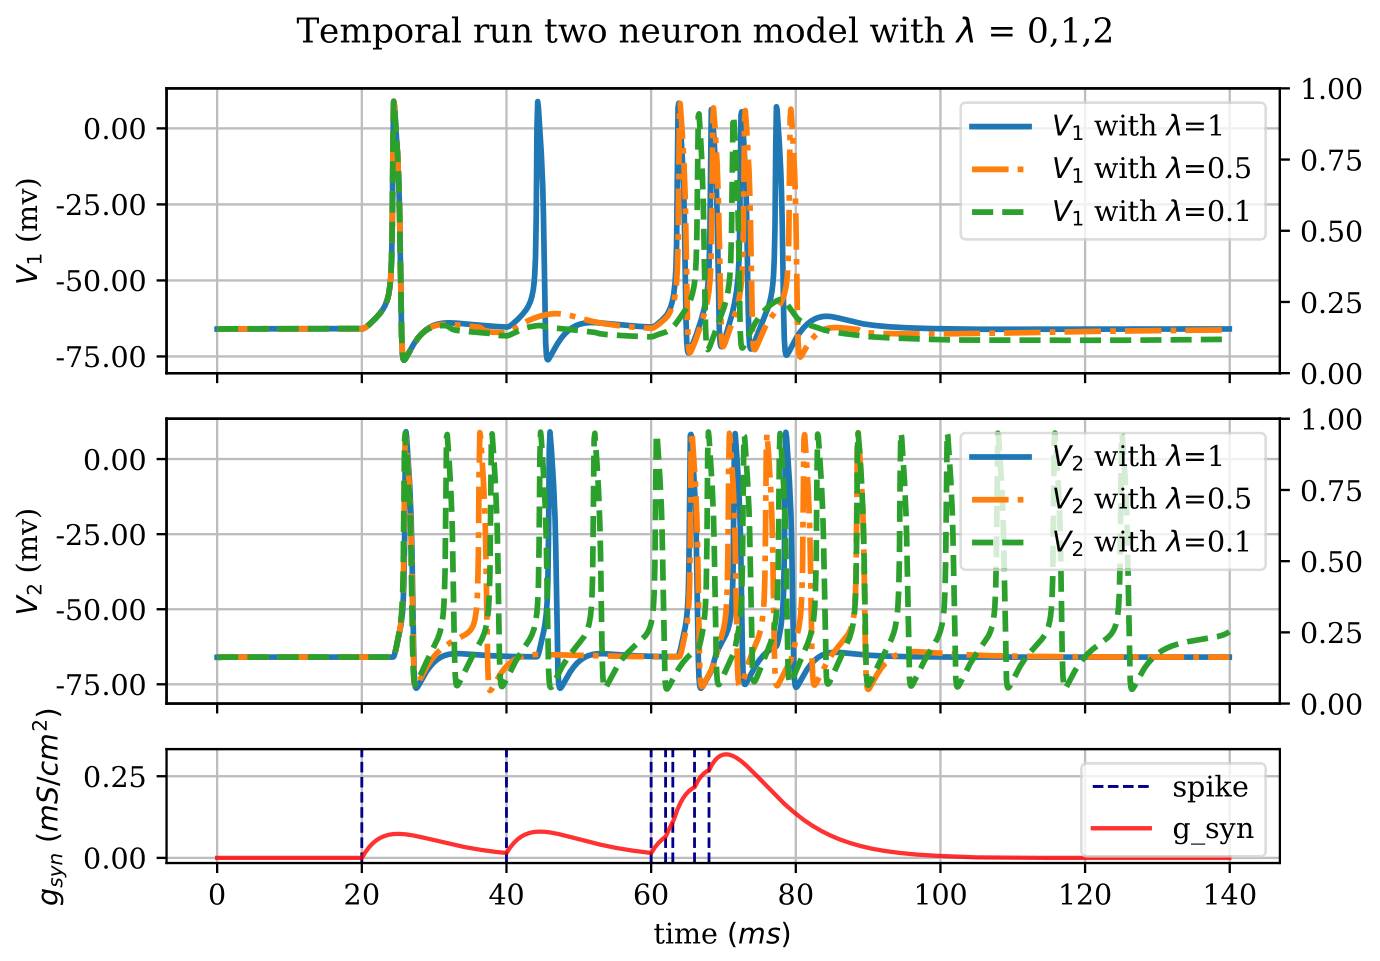 Temporal run two neuron model with λ = 0,1,2
V₁ (mv)
0.00
-25.00
-50.00
-75.00
1.00
0.75
0.50
0.25
0.00
V₁ with λ=1
V₁ with λ=0.5
V₁ with λ=0.1
V₂ (mv)
0.00
-25.00
-50.00
-75.00
1.00
0.75
0.50
0.25
0.00
V₂ with λ=1
V₂ with λ=0.5
V₂ with λ=0.1
g_syn (mS/cm²)
0.25
0.00
spike
g_syn
0 20 40 60 80 100 120 140
time (ms)